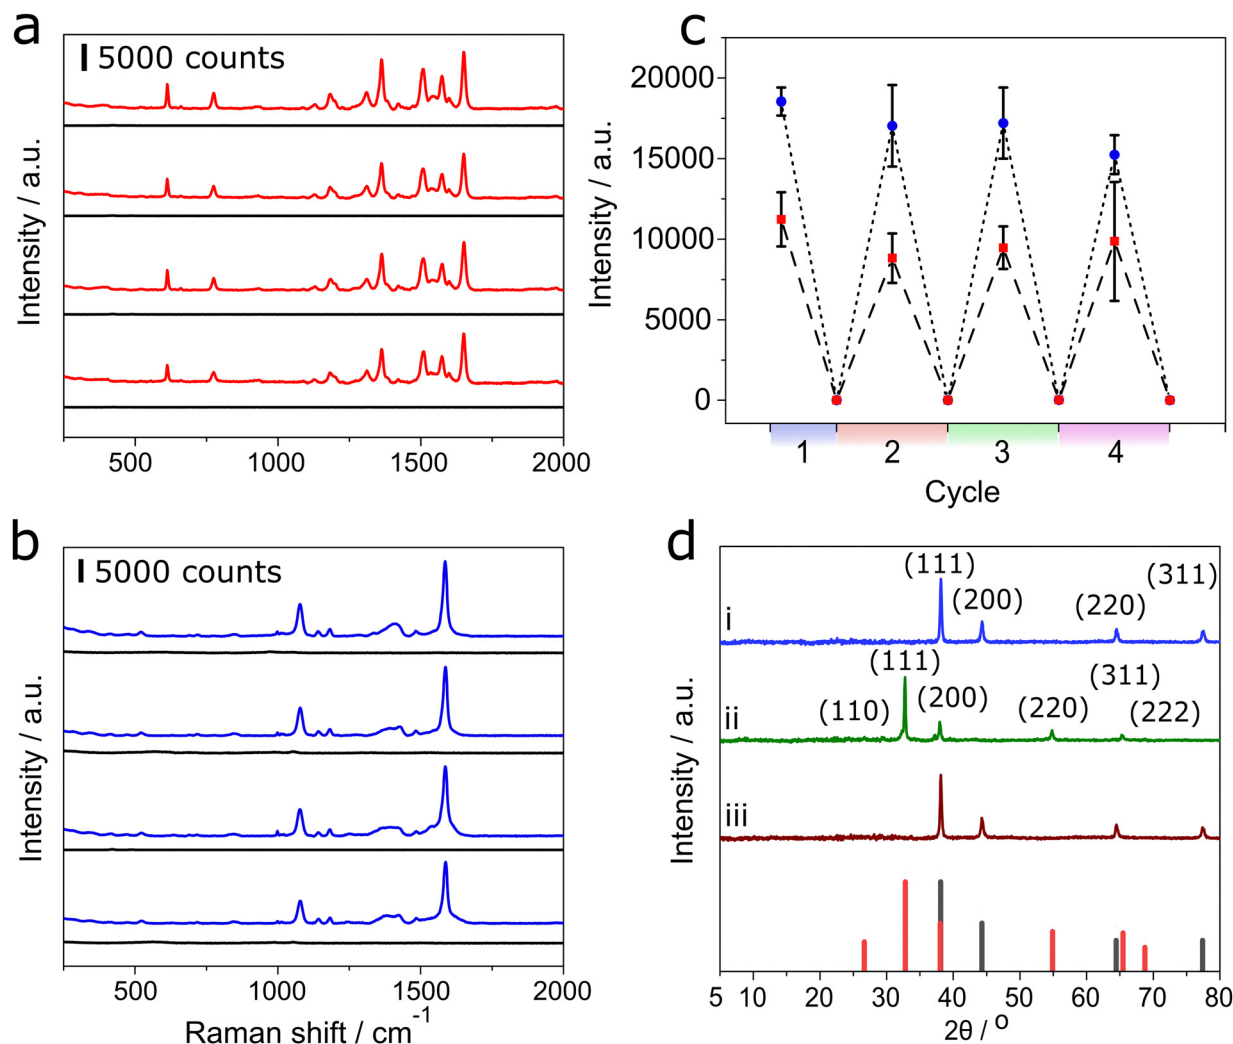 a
5000 counts
Intensity / a.u.
500 1000 1500 2000
b
5000 counts
Intensity / a.u.
500 1000 1500 2000
Raman shift / cm-1
c
Intensity / a.u.
20000
15000
10000
5000
0
1 2 3 4
Cycle
d
Intensity / a.u.
i
(111)
(200)
(220)
(311)
ii
(110)
(111)
(200)
(220)
(311)
(222)
iii
5 10 20 30 40 50 60 70 80
2θ / o